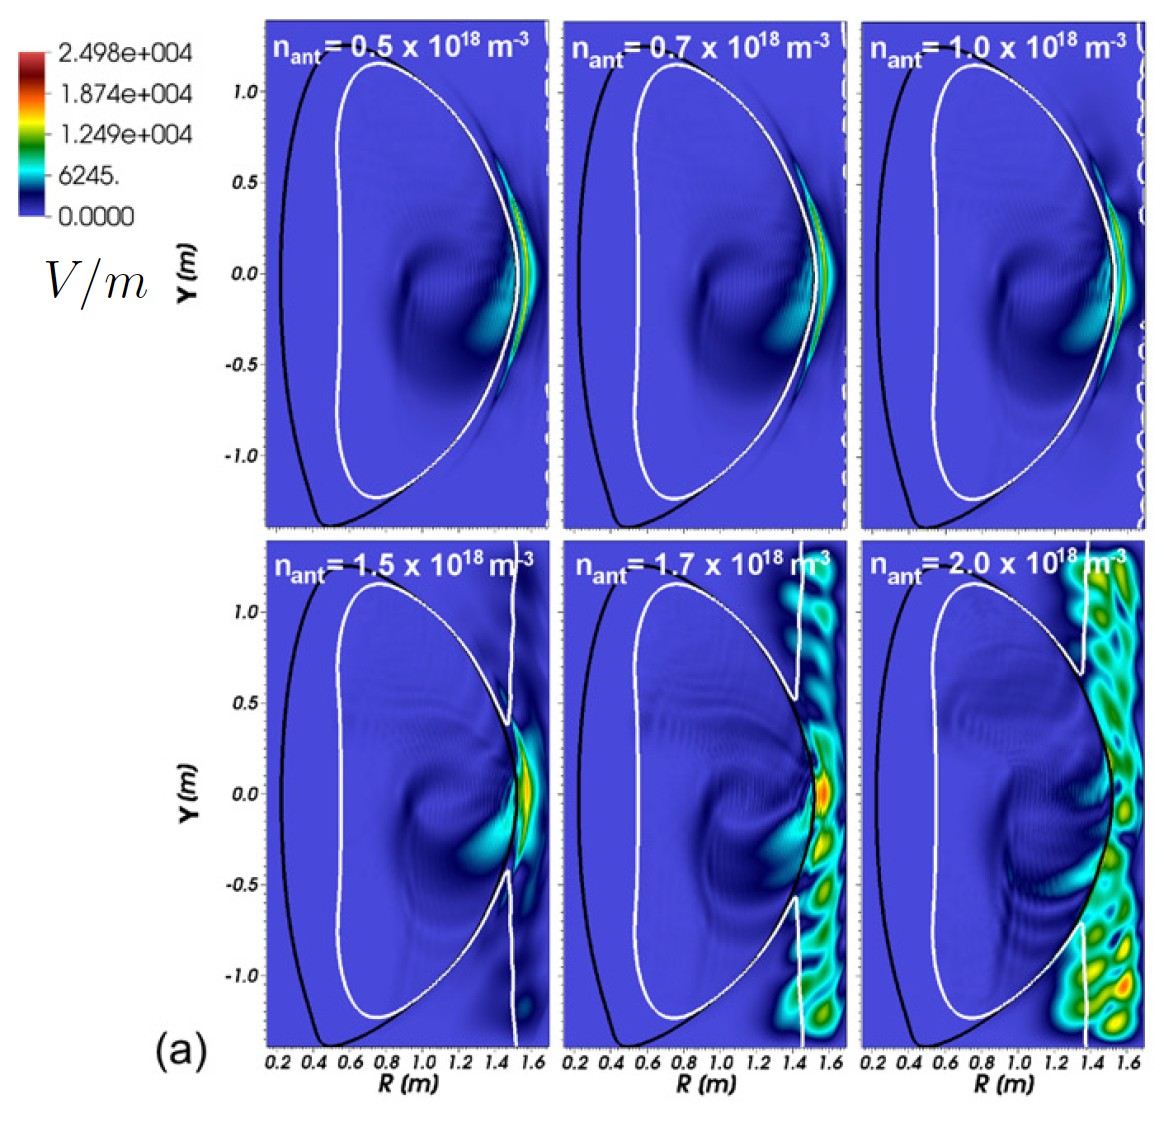 2.498e+004
1.874e+004
1.249e+004
6245.
0.0000
V/m
n_ant = 0.5 x 10^18 m^-3
n_ant = 0.7 x 10^18 m^-3
n_ant = 1.0 x 10^18 m^-3
1.0
0.5
0.0
-0.5
-1.0
Y (m)
n_ant = 1.5 x 10^18 m^-3
n_ant = 1.7 x 10^18 m^-3
n_ant = 2.0 x 10^18 m^-3
1.0
0.5
0.0
-0.5
-1.0
Y (m)
(a)
0.2 0.4 0.6 0.8 1.0 1.2 1.4 1.6
0.2 0.4 0.6 0.8 1.0 1.2 1.4 1.6
0.2 0.4 0.6 0.8 1.0 1.2 1.4 1.6
R (m)
R (m)
R (m)